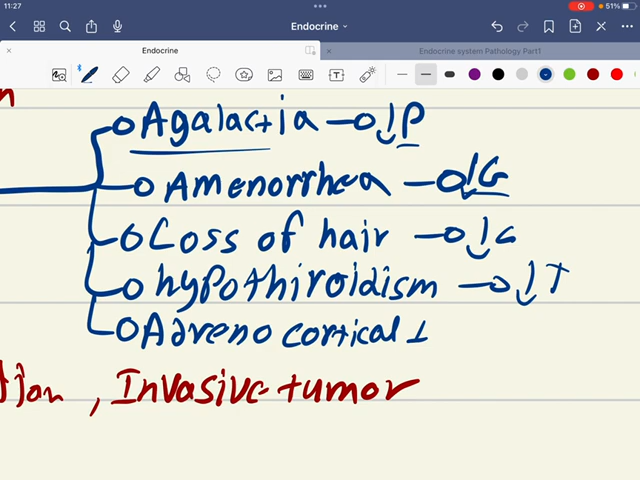 11:27
51%
Endocrine
Endocrine
Endocrine system Pathology Part1
Agalactia → ↓ P
Amenorrhea → ↓ G
Loss of hair → ↓ G
hypothiroidism → ↓ T
Adreno cortical ↓
, Invasive tumor